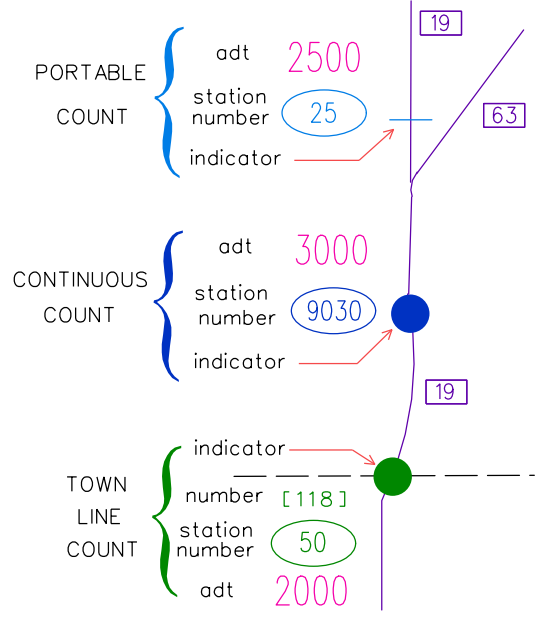 19
adt 2500
PORTABLE
COUNT
station
number
25
63
indicator
adt 3000
CONTINUOUS
COUNT
station
number
9030
indicator
19
indicator
TOWN
LINE
COUNT
number [118]
station
number
50
adt 2000